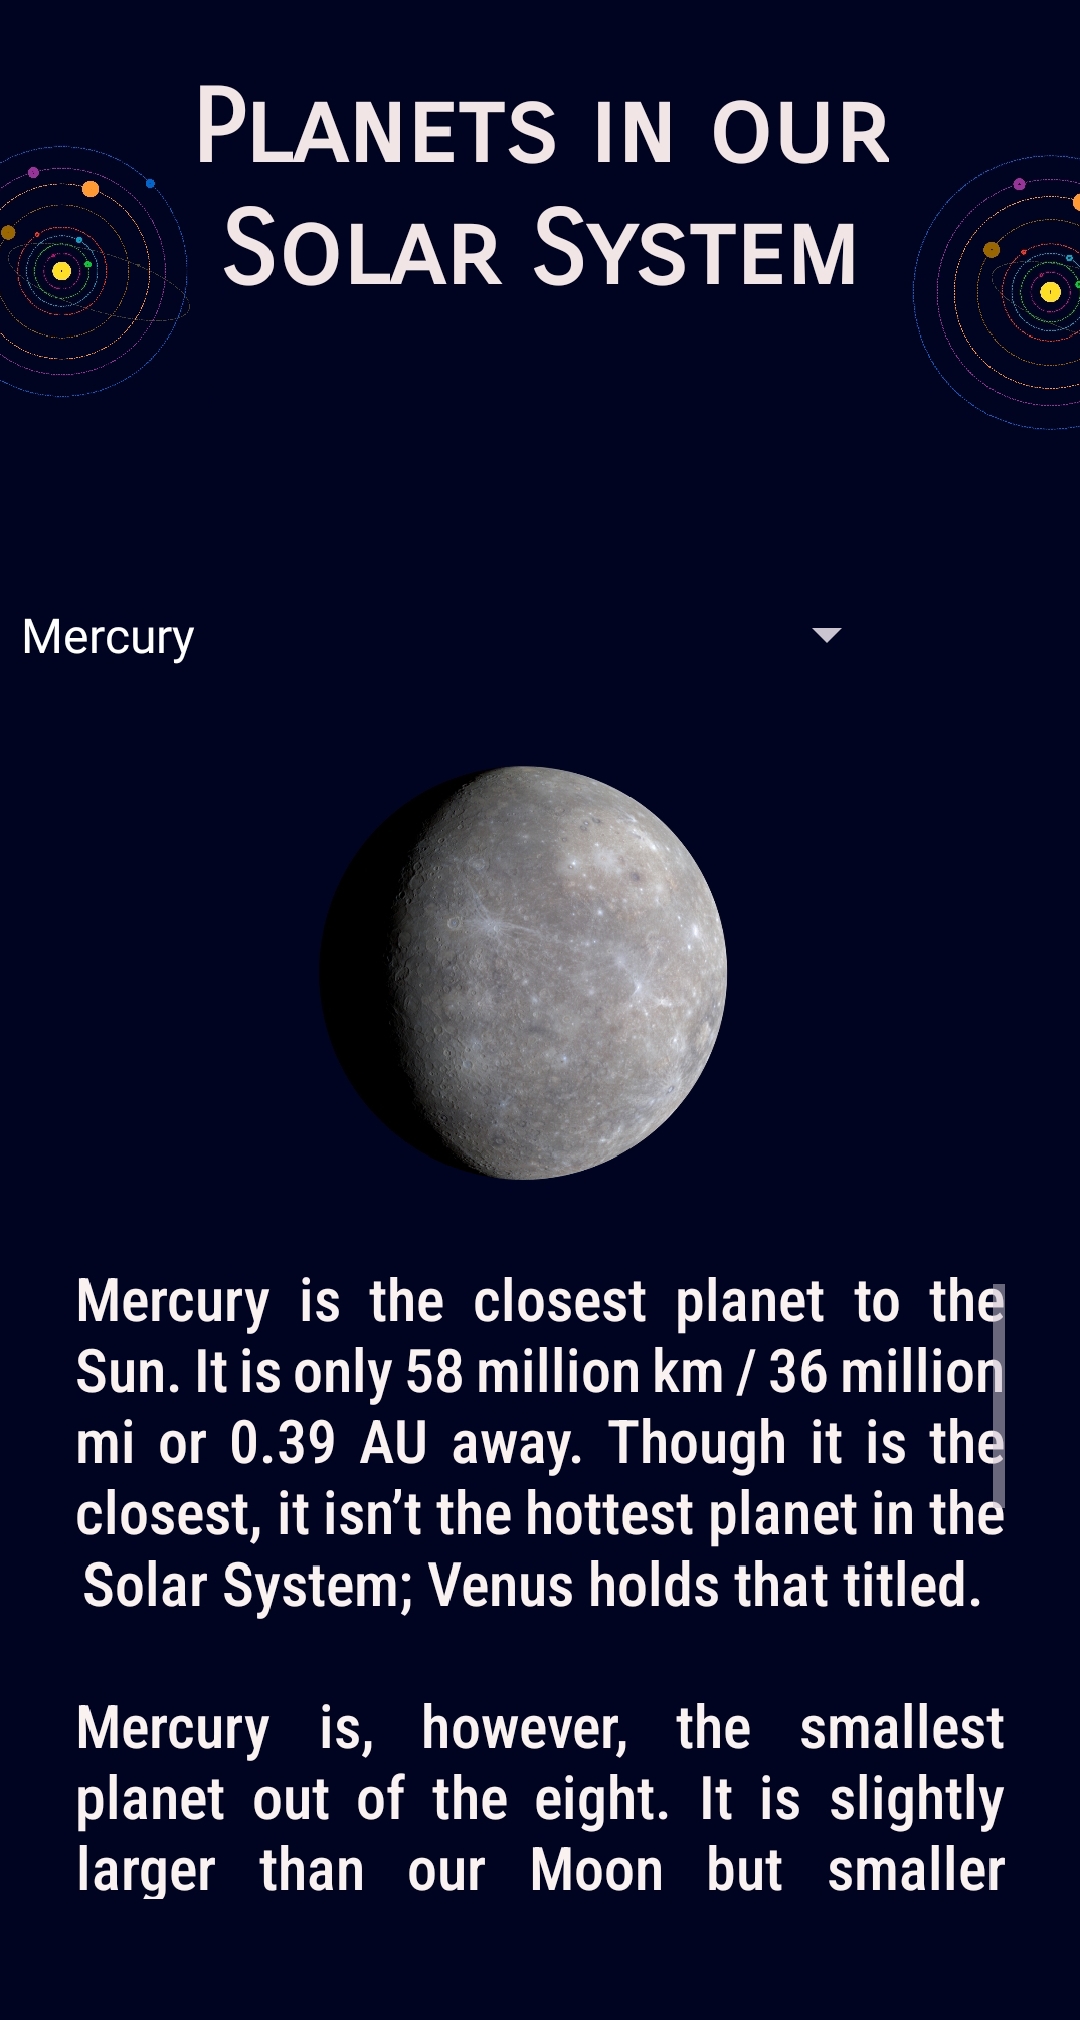 Planets in our
Solar System
Mercury
Mercury is the closest planet to the
Sun. It is only 58 million km / 36 million
mi or 0.39 AU away. Though it is the
closest, it isn’t the hottest planet in the
Solar System; Venus holds that titled.
Mercury is, however, the smallest
planet out of the eight. It is slightly
larger than our Moon but smaller